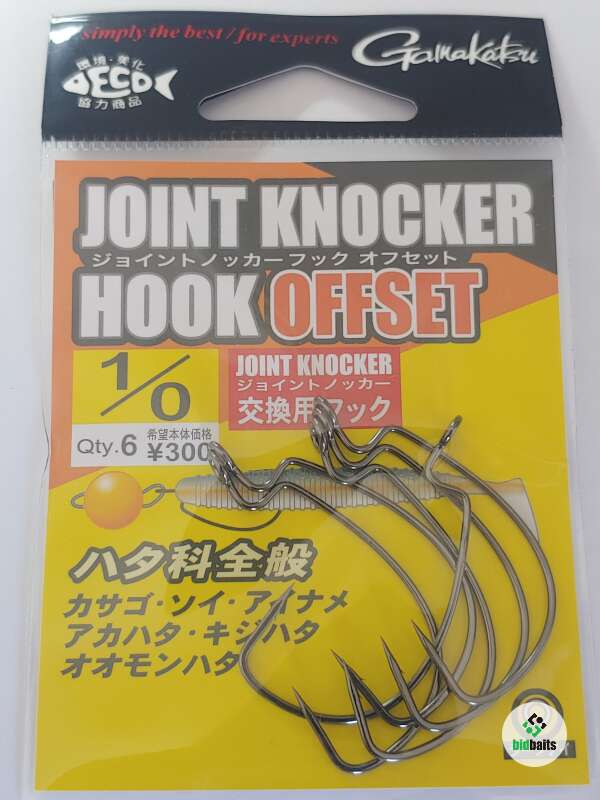 simply the best / for experts
Gamakatsu
環境・美化
DECO
協力商品
JOINT KNOCKER
ジョイントノッカーフック オフセット
HOOK OFFSET
1/0
JOINT KNOCKER
ジョイントノッカー
交換用フック
Qty.6
希望本体価格
¥300
ハタ科全般
カサゴ・ソイ・アイナメ
アカハタ・キジハタ
オオモンハタ
bidbaits